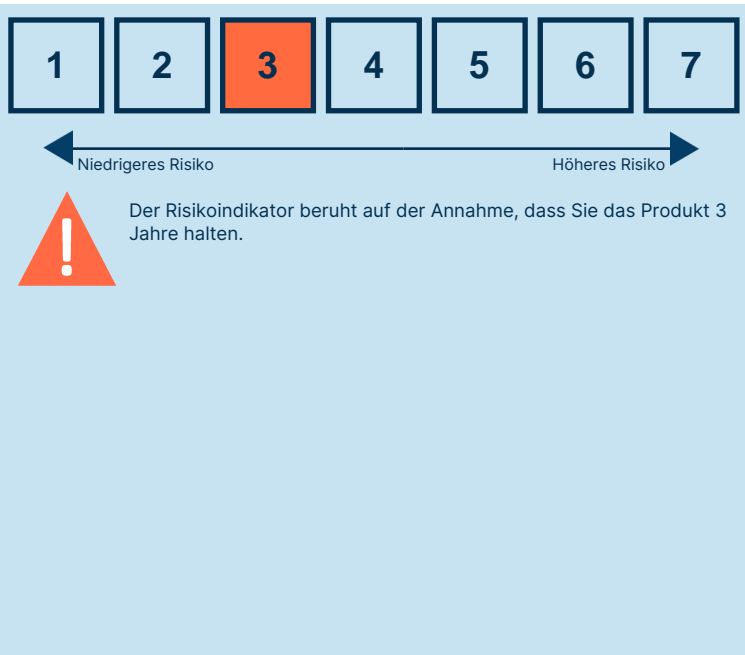 1 2 3 4 5 6 7
Niedrigeres Risiko Höheres Risiko
Der Risikoindikator beruht auf der Annahme, dass Sie das Produkt 3
Jahre halten.
!